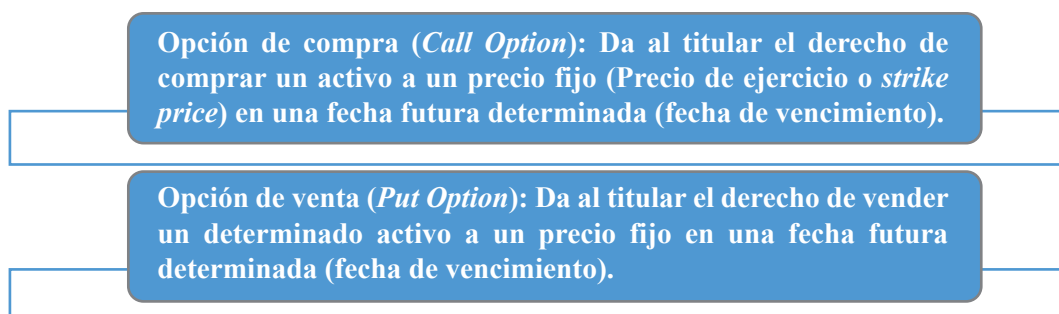 Opción de compra (Call Option): Da al titular el derecho de
comprar un activo a un precio fijo (Precio de ejercicio o strike
price) en una fecha futura determinada (fecha de vencimiento).
Opción de venta (Put Option): Da al titular el derecho de vender
un determinado activo a un precio fijo en una fecha futura
determinada (fecha de vencimiento).